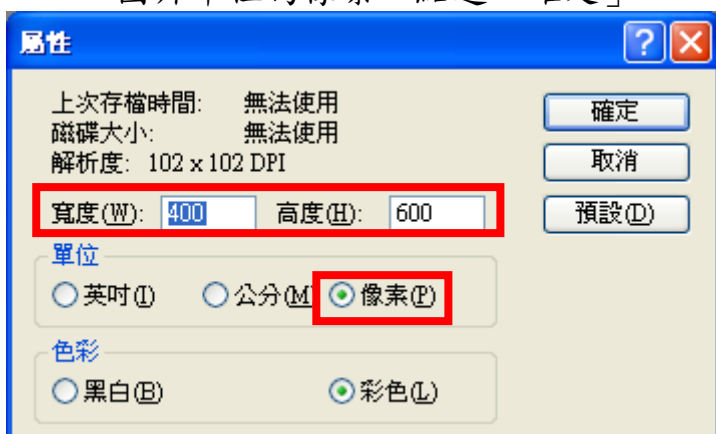 屬性
上次存檔時間: 無法使用
磁碟大小: 無法使用
解析度: 102 x 102 DPI
確定
取消
預設(D)
寬度(W): 400 高度(H): 600
單位
英吋(I) 公分(M 像素(P)
色彩
黑白(B) 彩色(L)